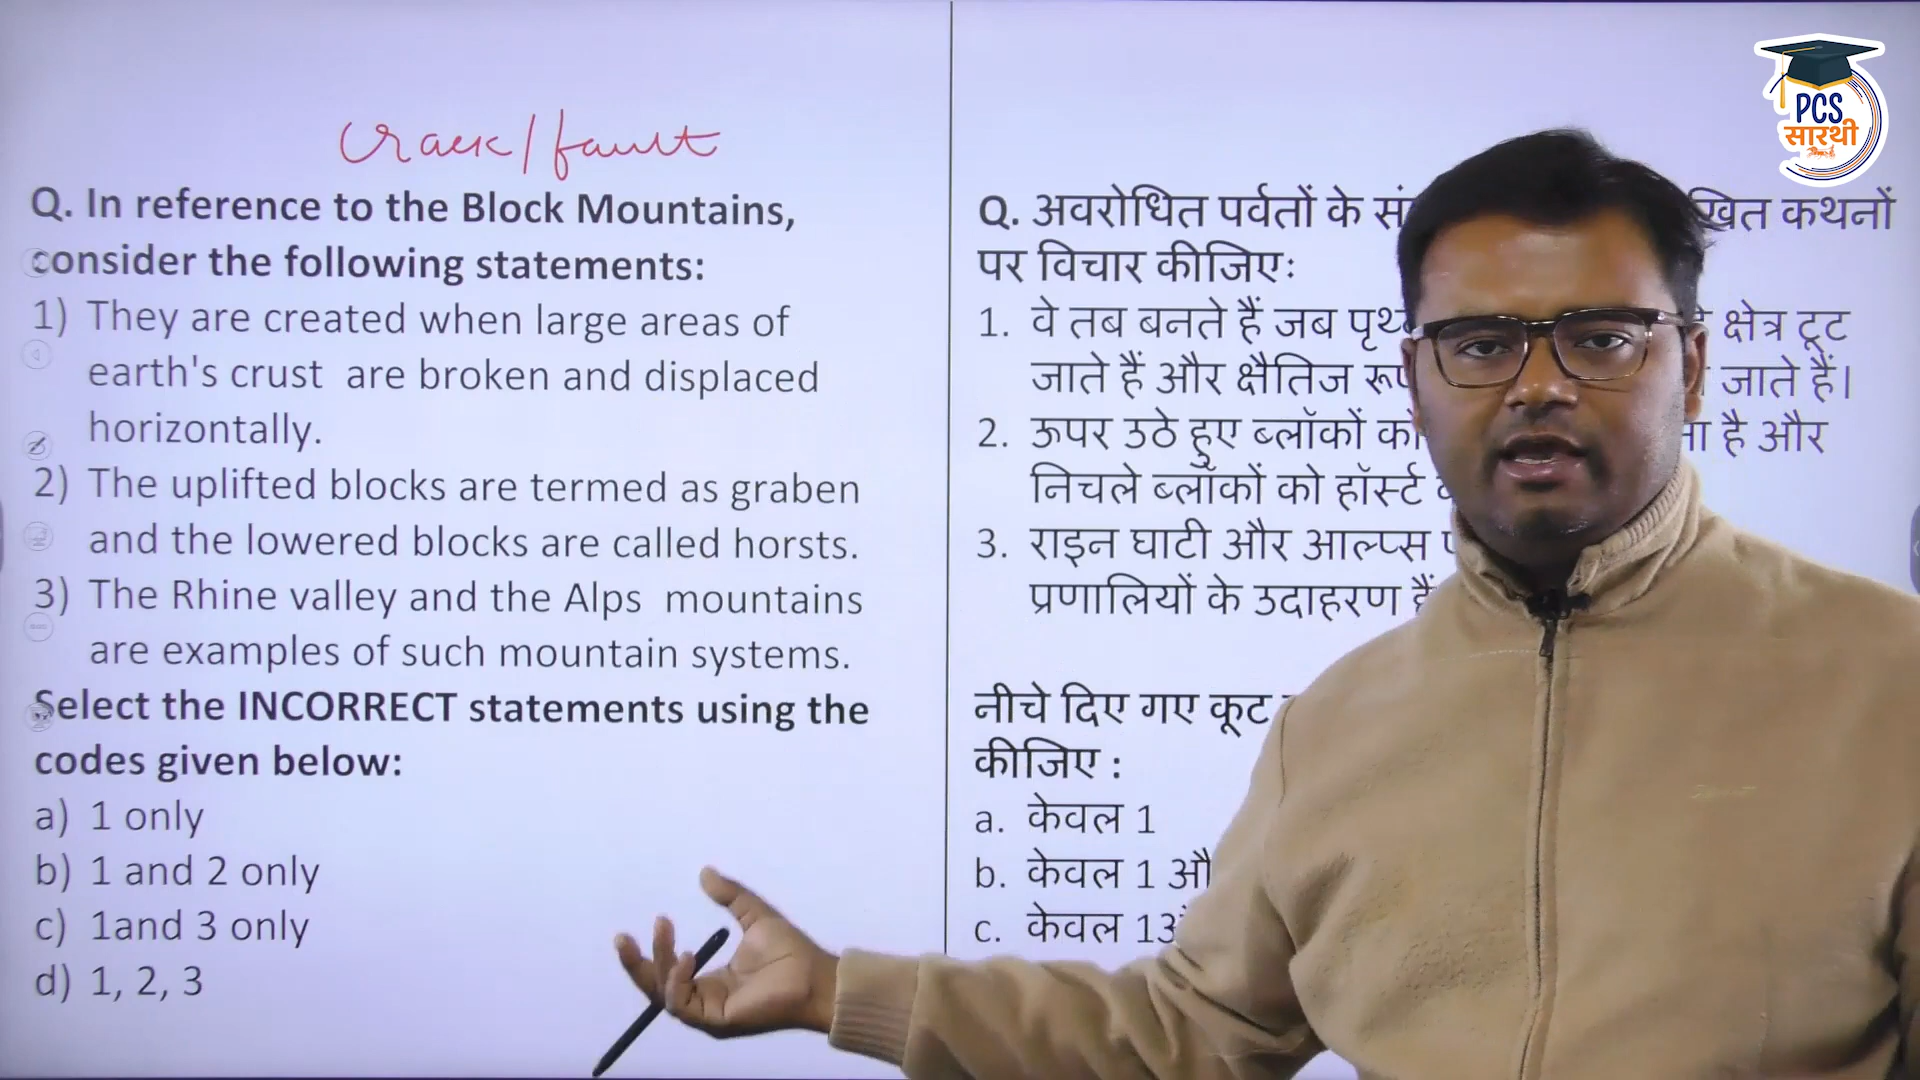 crack/fault
Q. In reference to the Block Mountains,
consider the following statements:
1) They are created when large areas of
earth's crust are broken and displaced
horizontally.
2) The uplifted blocks are termed as graben
and the lowered blocks are called horsts.
3) The Rhine valley and the Alps mountains
are examples of such mountain systems.
Select the INCORRECT statements using the
codes given below:
a) 1 only
b) 1 and 2 only
c) 1and 3 only
d) 1, 2, 3
Q. अवरोधित पर्वतों के कथनों
पर विचार कीजिएः
1. वे तब बनते हैं जब क्षेत्र टूट
जाते हैं और क्षैतिज जाते हैं।
2. ऊपर उठे हुए ब्लॉकों है और
निचले ब्लॉकों को हॉर्स्ट
3. राइन घाटी और आल्प्स
प्रणालियों के उदाहरण
नीचे दिए गए कूट
कीजिए :
a. केवल 1
b. केवल 1
c. केवल 13
PCS
सारथी